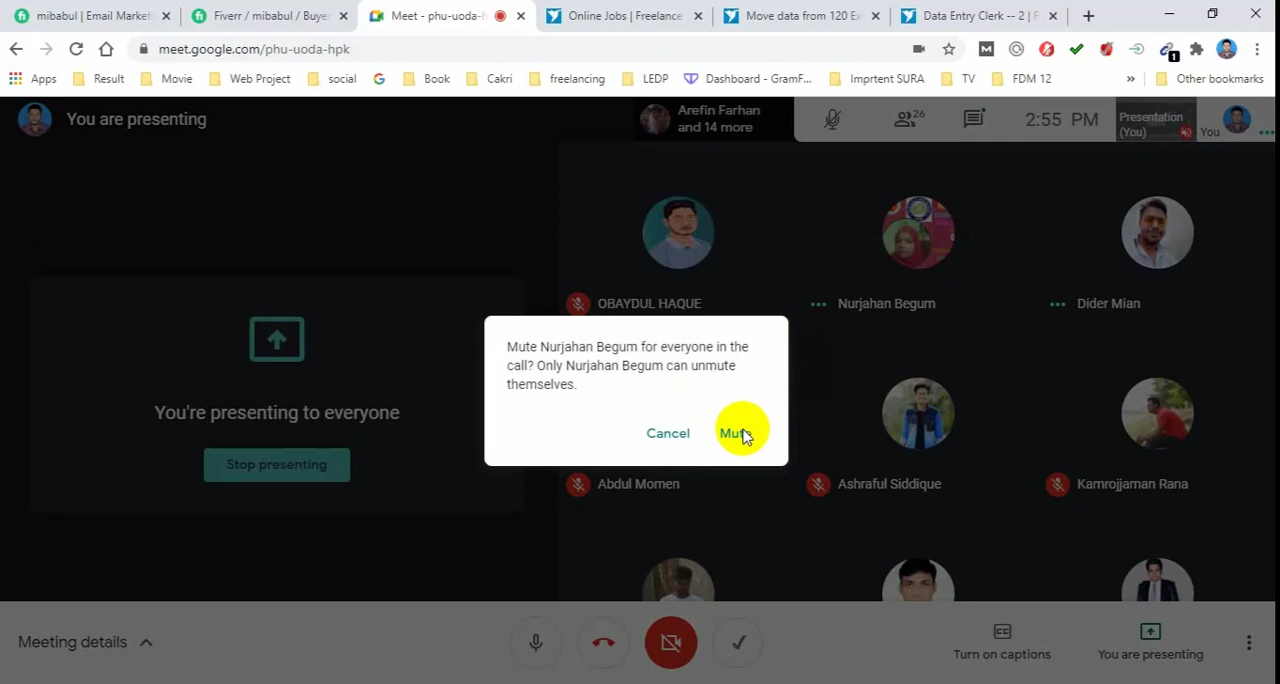 mibabul | Email Market
Fiverr / mibabul / Buyer
Meet - phu-uoda-h
Online Jobs | Freelance
Move data from 120 Ex
Data Entry Clerk -- 2 | F
meet.google.com/phu-uoda-hpk
1
Apps
Result
Movie
Web Project
social
Book
Cakri
freelancing
LEDP
Dashboard - GramF...
Imprtent SURA
TV
FDM 12
»
Other bookmarks
You are presenting
Arefin Farhan
and 14 more
26
2:55 PM
Presentation
(You)
You
OBAYDUL HAQUE
Nurjahan Begum
Dider Mian
Mute Nurjahan Begum for everyone in the
call? Only Nurjahan Begum can unmute
themselves.
Cancel
Mute
You're presenting to everyone
Stop presenting
Abdul Momen
Ashraful Siddique
Kamrojjaman Rana
Meeting details
Turn on captions
You are presenting